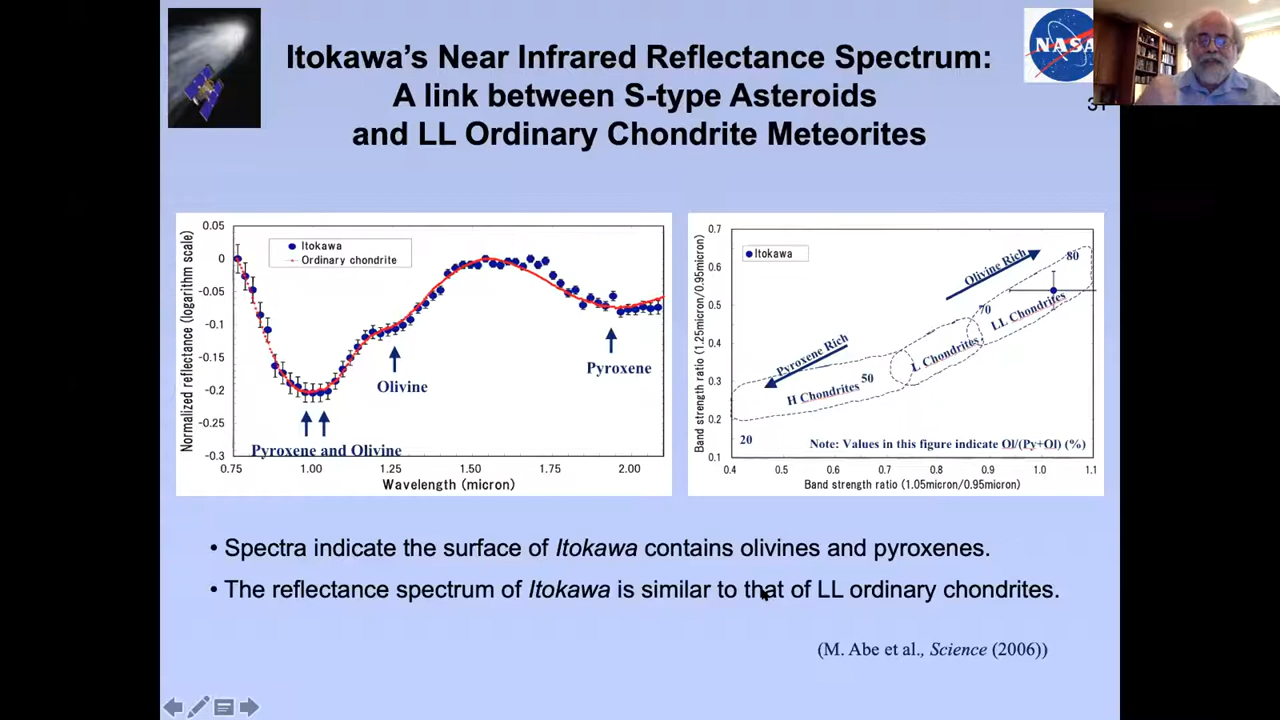 Itokawa's Near Infrared Reflectance Spectrum:
A link between S-type Asteroids
and LL Ordinary Chondrite Meteorites
NASA
Normalized reflectance (logarithm scale)
0.05
0
-0.05
-0.1
-0.15
-0.2
-0.25
-0.3
Itokawa
Ordinary chondrite
Olivine
Pyroxene
Pyroxene and Olivine
0.75 1.00 1.25 1.50 1.75 2.00
Wavelength (micron)
Band strength ratio (1.25micron/0.95micron)
0.7
0.6
0.5
0.4
0.3
0.2
0.1
Itokawa
Olivine Rich
80
70
LL Chondrites
Pyroxene Rich
L Chondrites
50
H Chondrites
20
Note: Values in this figure indicate Ol/(Py+Ol) (%)
0.4 0.5 0.6 0.7 0.8 0.9 1.0 1.1
Band strength ratio (1.05micron/0.95micron)
• Spectra indicate the surface of Itokawa contains olivines and pyroxenes.
• The reflectance spectrum of Itokawa is similar to that of LL ordinary chondrites.
(M. Abe et al., Science (2006))